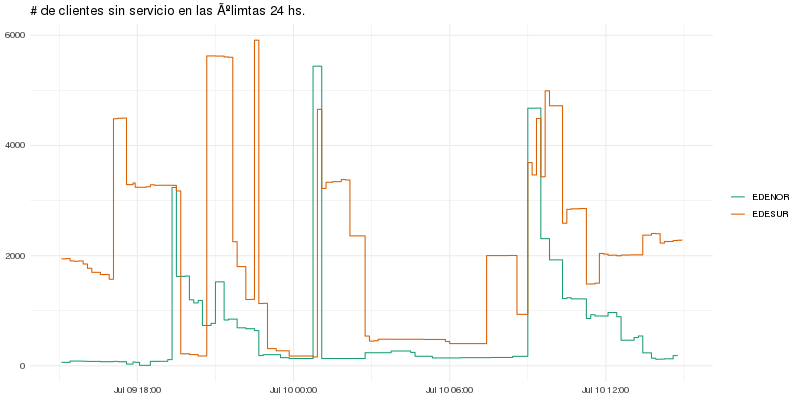 # de clientes sin servicio en las Ãºlimtas 24 hs.
6000
4000
2000
0
Jul 09 18:00
Jul 10 00:00
Jul 10 06:00
Jul 10 12:00
EDENOR
EDESUR